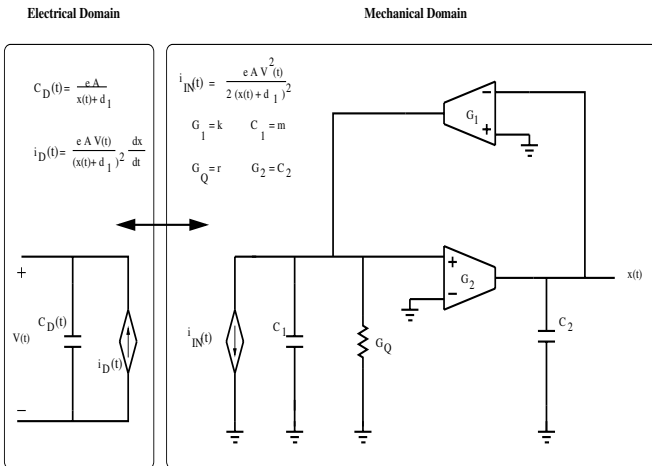 Electrical Domain
Mechanical Domain
C_D(t) = e A / x(t) + d_1
i_D(t) = e A V(t) / (x(t) + d_1)^2 dx / dt
i_IN(t) = e A V^2(t) / 2 (x(t) + d_1)^2
G_1 = k C_1 = m
G_Q = r G_2 = C_2
G_1
-
+
+
G_2
-
x(t)
+
V(t)
-
C_D(t)
i_D(t)
i_IN(t)
C_1
G_Q
C_2